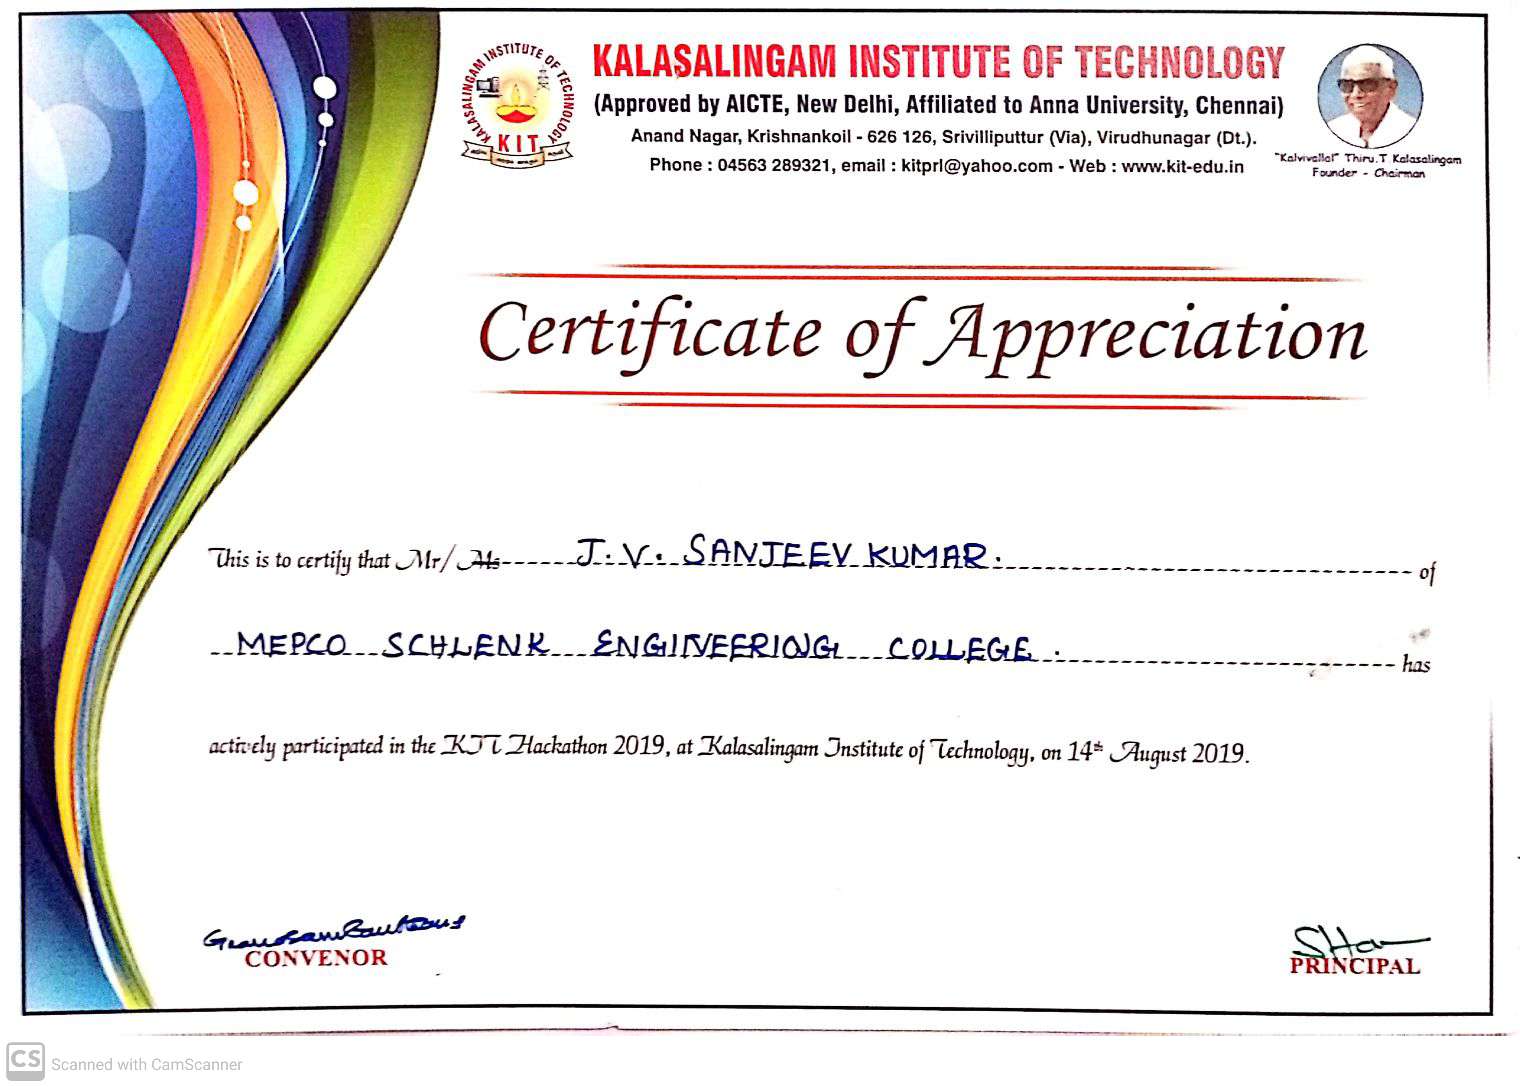 KALASALINGAM INSTITUTE OF TECHNOLOGY
KIT
KALASALINGAM INSTITUTE OF TECHNOLOGY
(Approved by AICTE, New Delhi, Affiliated to Anna University, Chennai)
Anand Nagar, Krishnankoil - 626 126, Srivilliputtur (Via), Virudhunagar (Dt.).
Phone : 04563 289321, email : kitprl@yahoo.com - Web : www.kit-edu.in
"Kalvivallal" Thiru.T Kalasalingam
Founder - Chairman
Certificate of Appreciation
This is to certify that Mr/Ms J. V. SANJEEV KUMAR. of
MEPCO SCHLENK ENGINEERING COLLEGE. has
actively participated in the KIT Hackathon 2019, at Kalasalingam Institute of Technology, on 14th August 2019.
CONVENOR
PRINCIPAL
CS Scanned with CamScanner